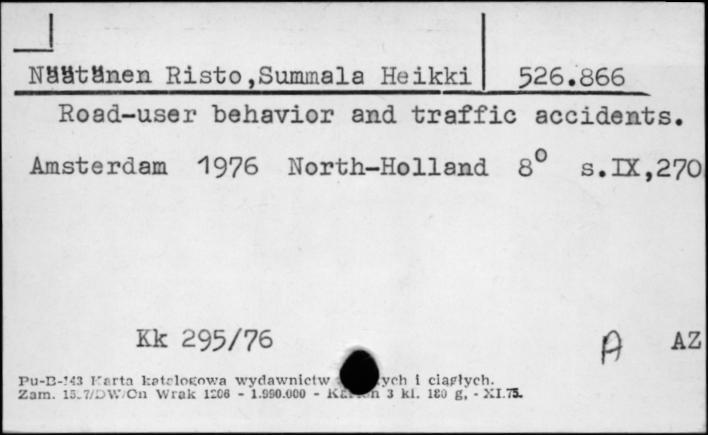 Näätänen Risto,Summala Heikki 526.866
Road-user behavior and traffic accidents.
Amsterdam 1976 North-Holland 8° s.IX,270
Kk 295/76 A AZ
Pu-B-143 Karta katalogowa wydawnictw ych i ciągłych.
Zam. DW/On Wrak 1206 - 1.990.000 - Karton 3 kl. 180 g, - XI.75.